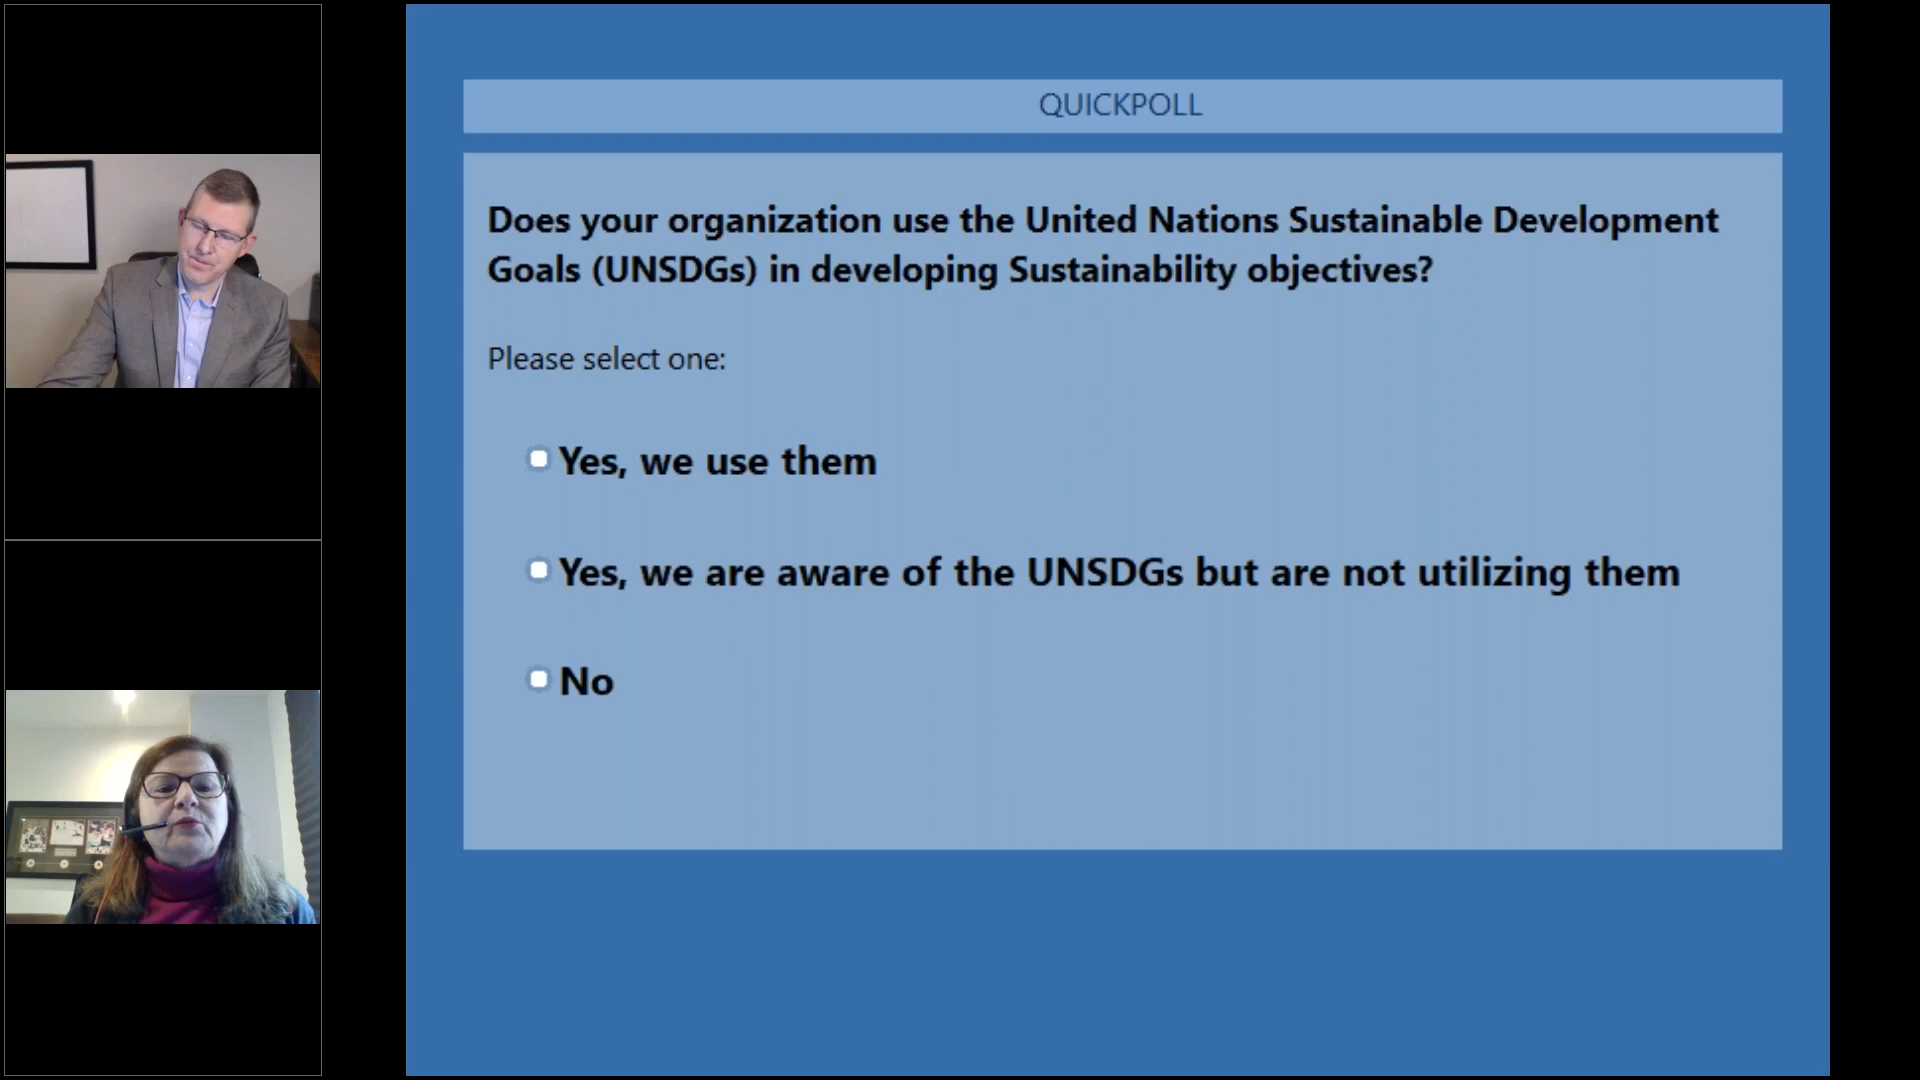 QUICKPOLL
Does your organization use the United Nations Sustainable Development
Goals (UNSDGs) in developing Sustainability objectives?
Please select one:
Yes, we use them
Yes, we are aware of the UNSDGs but are not utilizing them
No